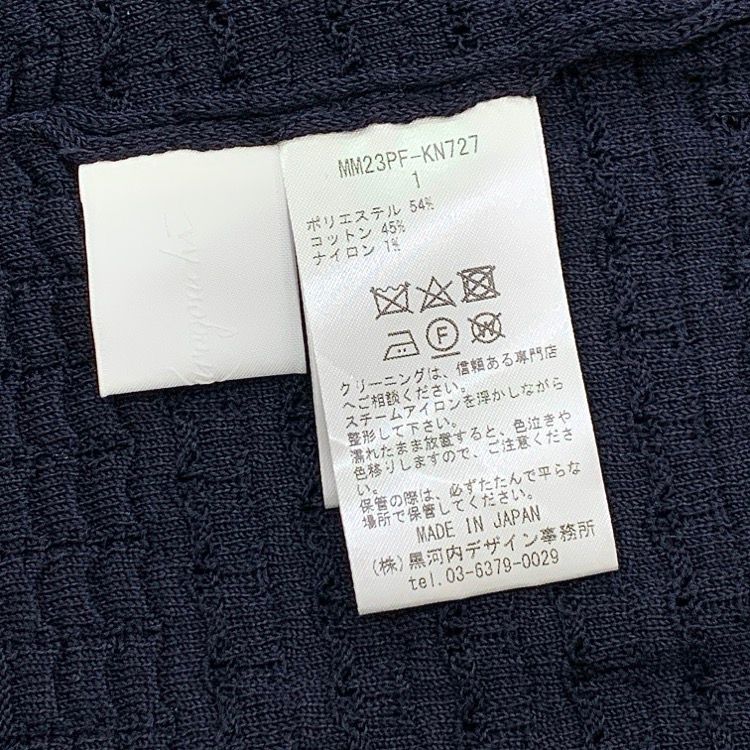 MM23PF-KN727
1
ポリエステル 54%
コットン 45%
ナイロン 1%
クリーニングは、信頼ある専門店
へご相談ください。
スチームアイロンを浮かしながら
整形して下さい。
濡れたまま放置すると、色泣きや
色移りしますので、ご注意くださ
い。
保管の際は、必ずたたんで平らな
場所で保管してください。
MADE IN JAPAN
(株)黒河内デザイン事務所
tel.03-6379-0029